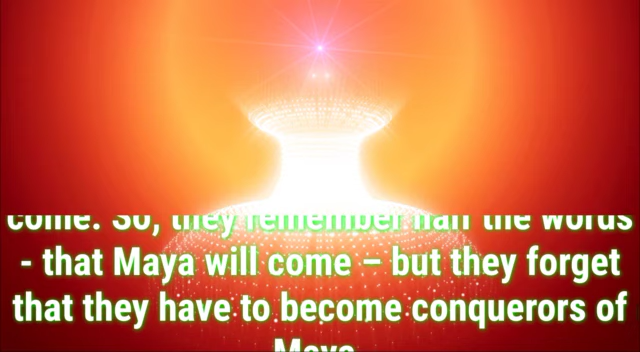 come. So, they remember half the words
- that Maya will come – but they forget
that they have to become conquerors of
Maya